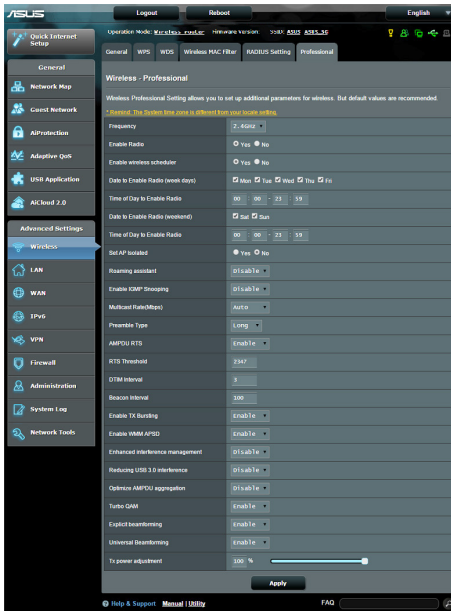 ASUS
Logout
Reboot
English
Quick Internet Setup
Operation Mode: Wireless router Firmware Version: SSID: ASUS ASUS_5G
General WPS WDS Wireless MAC Filter RADIUS Setting Professional
General
Network Map
Guest Network
AiProtection
Adaptive QoS
USB Application
AiCloud 2.0
Advanced Settings
Wireless
LAN
WAN
IPv6
VPN
Firewall
Administration
System Log
Network Tools
Wireless - Professional
Wireless Professional Setting allows you to set up additional parameters for wireless. But default values are recommended.
* Remind: The System time zone is different from your locale setting.
Frequency 2.4GHz
Enable Radio Yes No
Enable wireless scheduler Yes No
Date to Enable Radio (week days) Mon Tue Wed Thu Fri
Time of Day to Enable Radio 00 : 00 - 23 : 59
Date to Enable Radio (weekend) Sat Sun
Time of Day to Enable Radio 00 : 00 - 23 : 59
Set AP Isolated Yes No
Roaming assistant Disable
Enable IGMP Snooping Disable
Multicast Rate(Mbps) Auto
Preamble Type Long
AMPDU RTS Enable
RTS Threshold 2347
DTIM Interval 3
Beacon Interval 100
Enable TX Bursting Enable
Enable WMM APSD Enable
Enhanced interference management Disable
Reducing USB 3.0 interference Disable
Optimize AMPDU aggregation Disable
Turbo QAM Enable
Explicit beamforming Enable
Universal Beamforming Enable
Tx power adjustment 100 %
Apply
Help & Support Manual | Utility FAQ